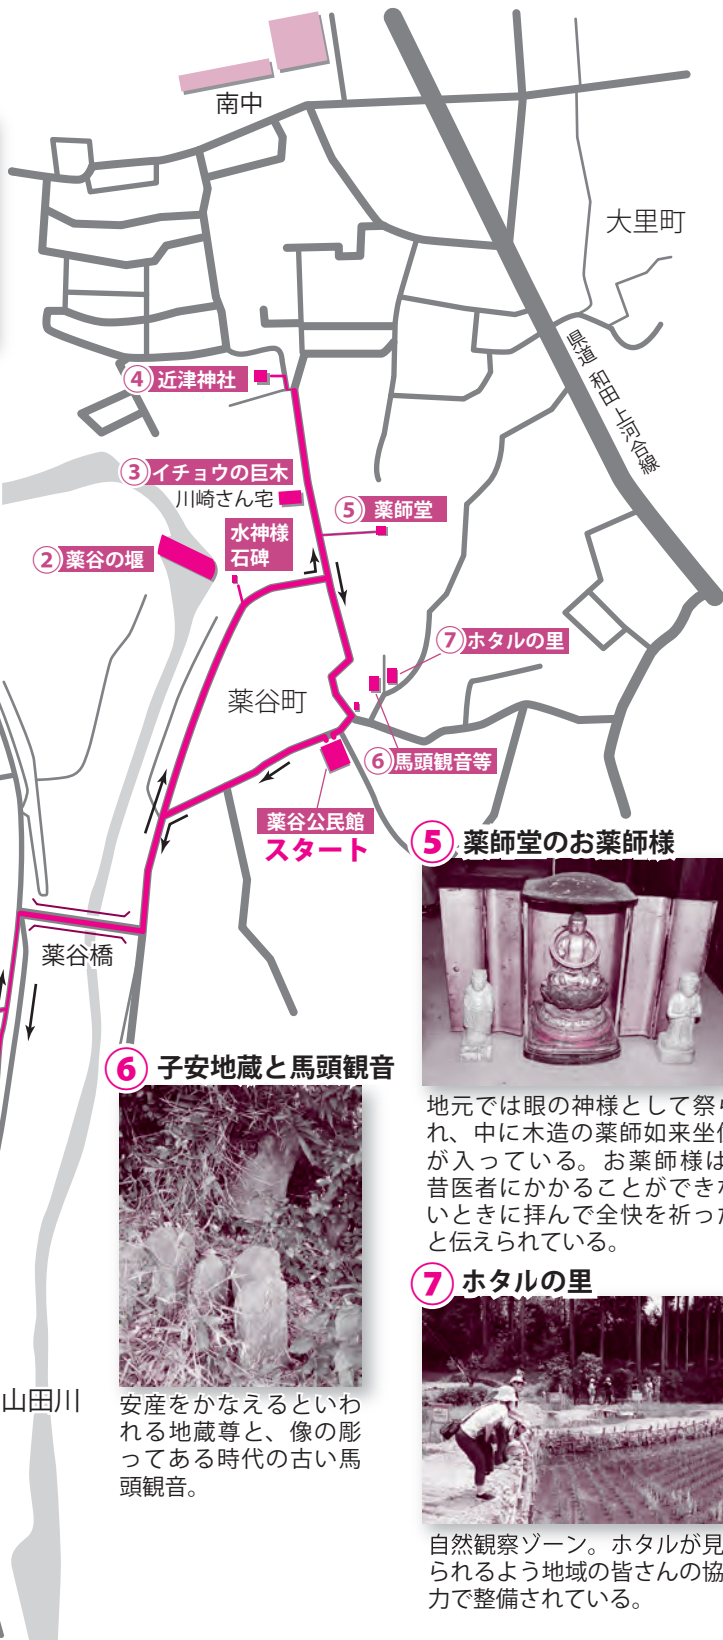 南中
大里町
県道 和田上河合線
④ 近津神社
③ イチョウの巨木
川崎さん宅
⑤ 薬師堂
水神様
石碑
② 薬谷の堰
⑦ ホタルの里
薬谷町
⑥ 馬頭観音等
薬谷公民館
スタート
薬谷橋
山田川
⑤ 薬師堂のお薬師様
地元では眼の神様として祭ら
れ、中に木造の薬師如来坐像
が入っている。お薬師様は
昔医者にかかることができな
いときに拝んで全快を祈った
と伝えられている。
⑥ 子安地蔵と馬頭観音
安産をかなえるといわ
れる地蔵尊と、像の彫
ってある時代の古い馬
頭観音。
⑦ ホタルの里
自然観察ゾーン。ホタルが見
られるよう地域の皆さんの協
力で整備されている。